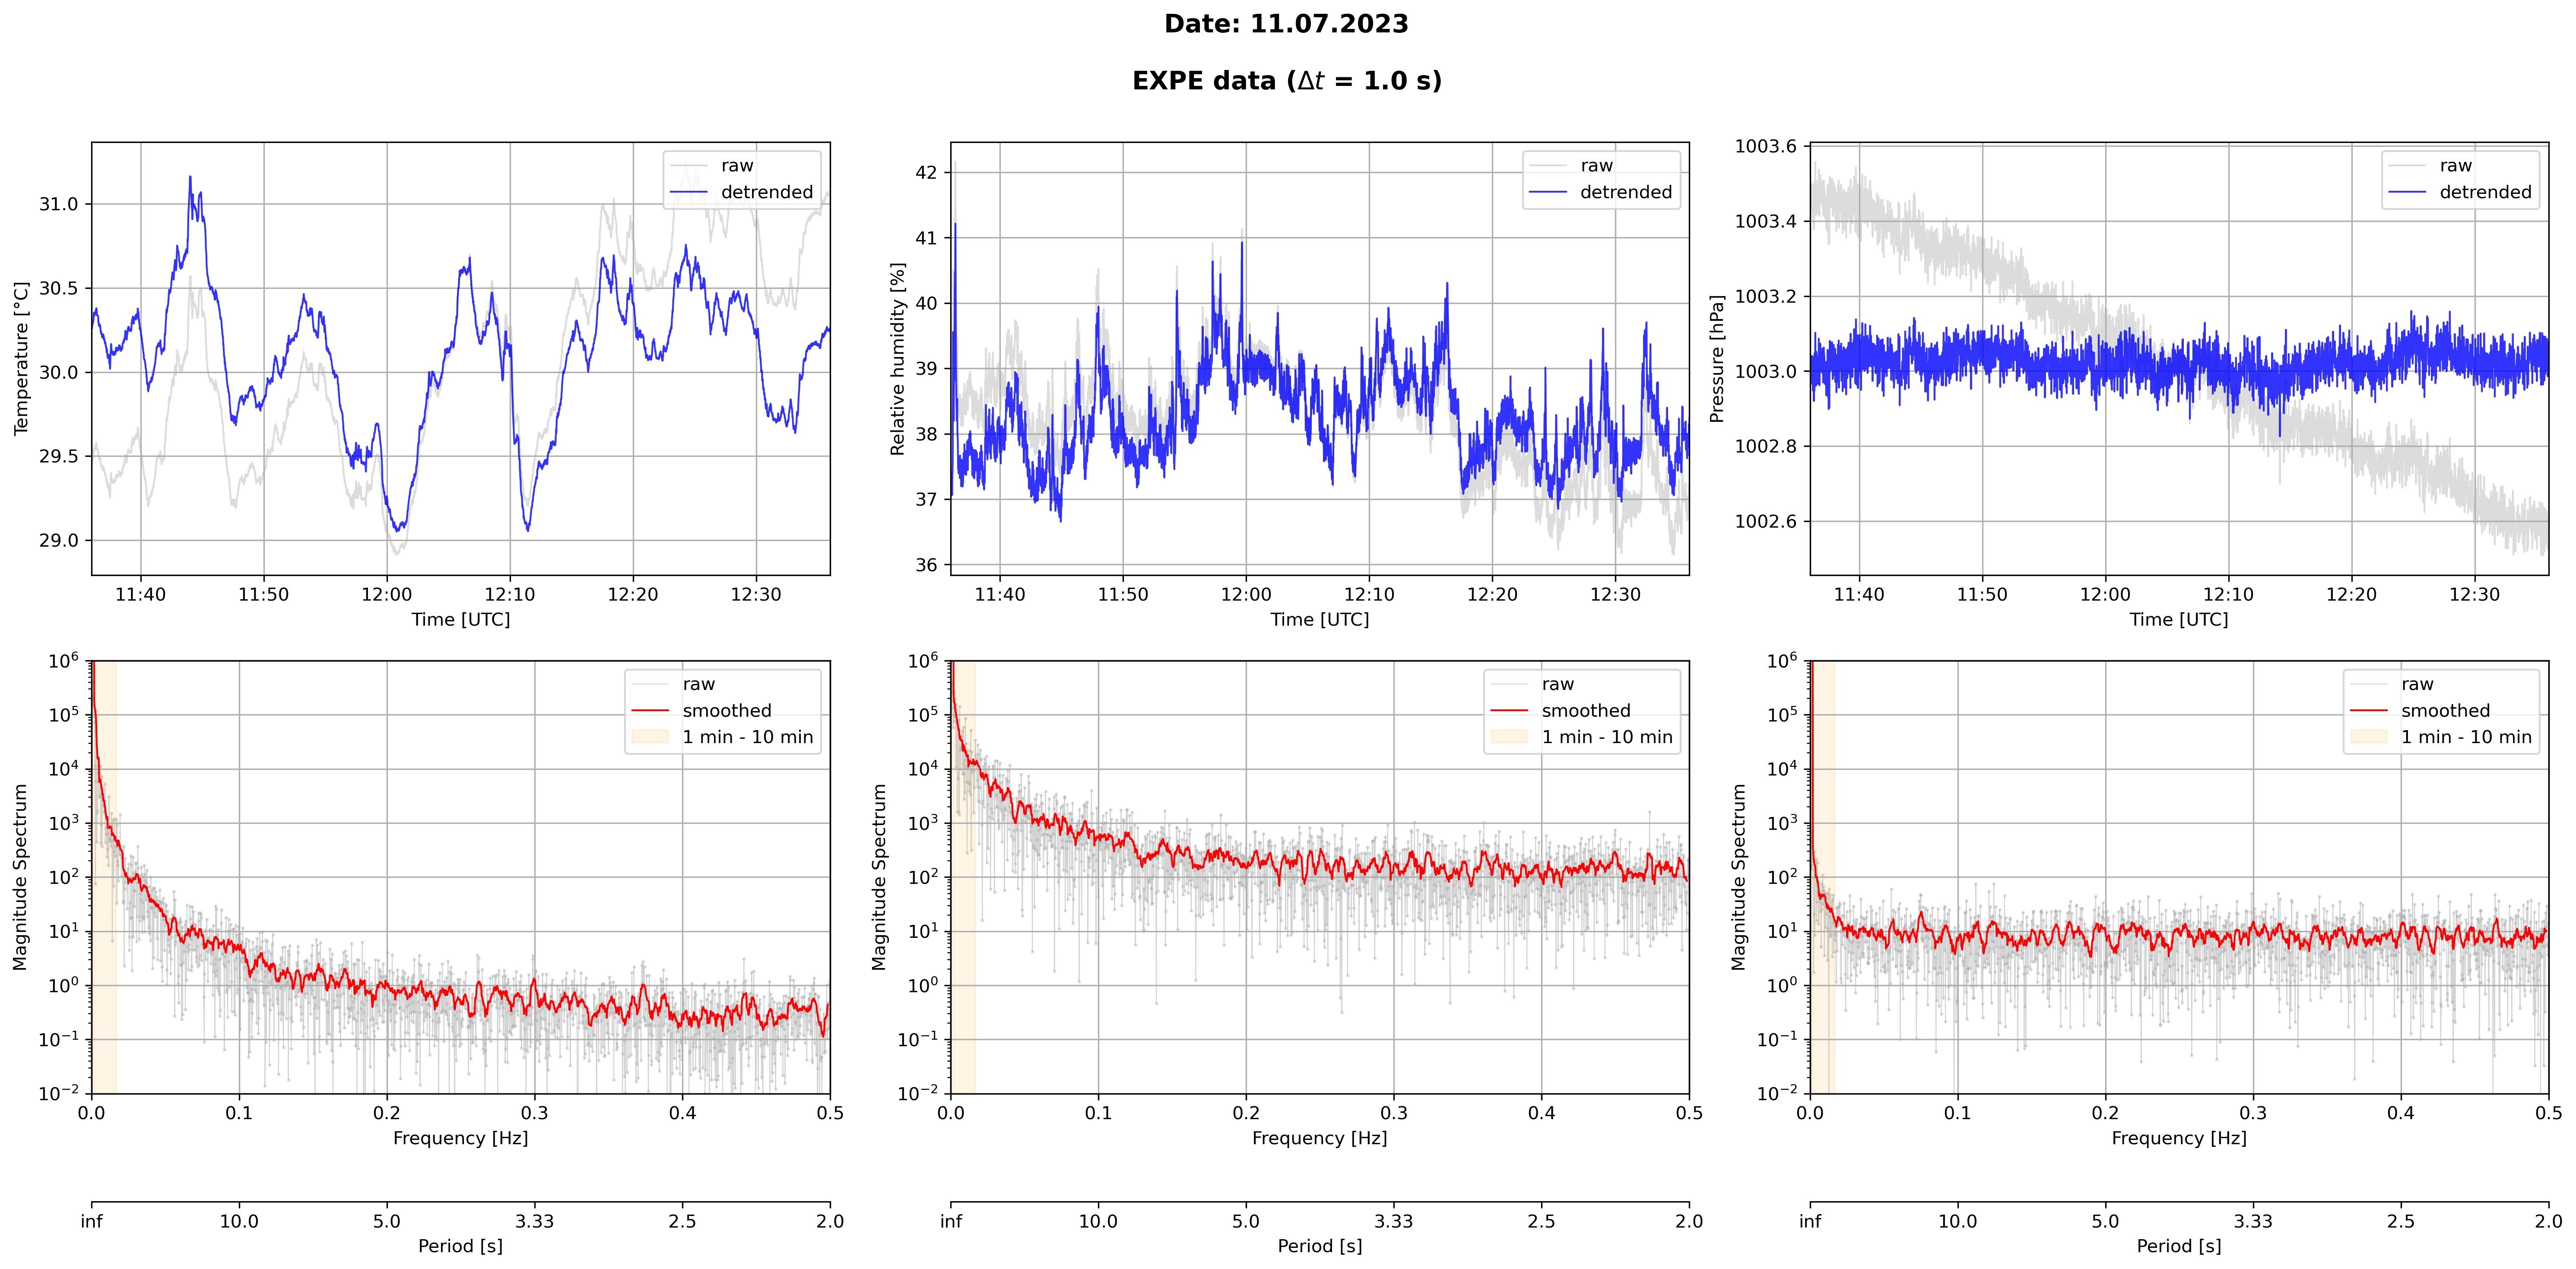 Date: 11.07.2023
EXPE data (Δt = 1.0 s)
Temperature [°C]
31.0
30.5
30.0
29.5
29.0
raw
detrended
11:40 11:50 12:00 12:10 12:20 12:30
Time [UTC]
Relative humidity [%]
42
41
40
39
38
37
36
raw
detrended
11:40 11:50 12:00 12:10 12:20 12:30
Time [UTC]
Pressure [hPa]
1003.6
1003.4
1003.2
1003.0
1002.8
1002.6
raw
detrended
11:40 11:50 12:00 12:10 12:20 12:30
Time [UTC]
Magnitude Spectrum
10⁶
10⁵
10⁴
10³
10²
10¹
10⁰
10⁻¹
10⁻²
raw
smoothed
1 min - 10 min
0.0 0.1 0.2 0.3 0.4 0.5
Frequency [Hz]
inf 10.0 5.0 3.33 2.5 2.0
Period [s]
Magnitude Spectrum
10⁶
10⁵
10⁴
10³
10²
10¹
10⁰
10⁻¹
10⁻²
raw
smoothed
1 min - 10 min
0.0 0.1 0.2 0.3 0.4 0.5
Frequency [Hz]
inf 10.0 5.0 3.33 2.5 2.0
Period [s]
Magnitude Spectrum
10⁶
10⁵
10⁴
10³
10²
10¹
10⁰
10⁻¹
10⁻²
raw
smoothed
1 min - 10 min
0.0 0.1 0.2 0.3 0.4 0.5
Frequency [Hz]
inf 10.0 5.0 3.33 2.5 2.0
Period [s]